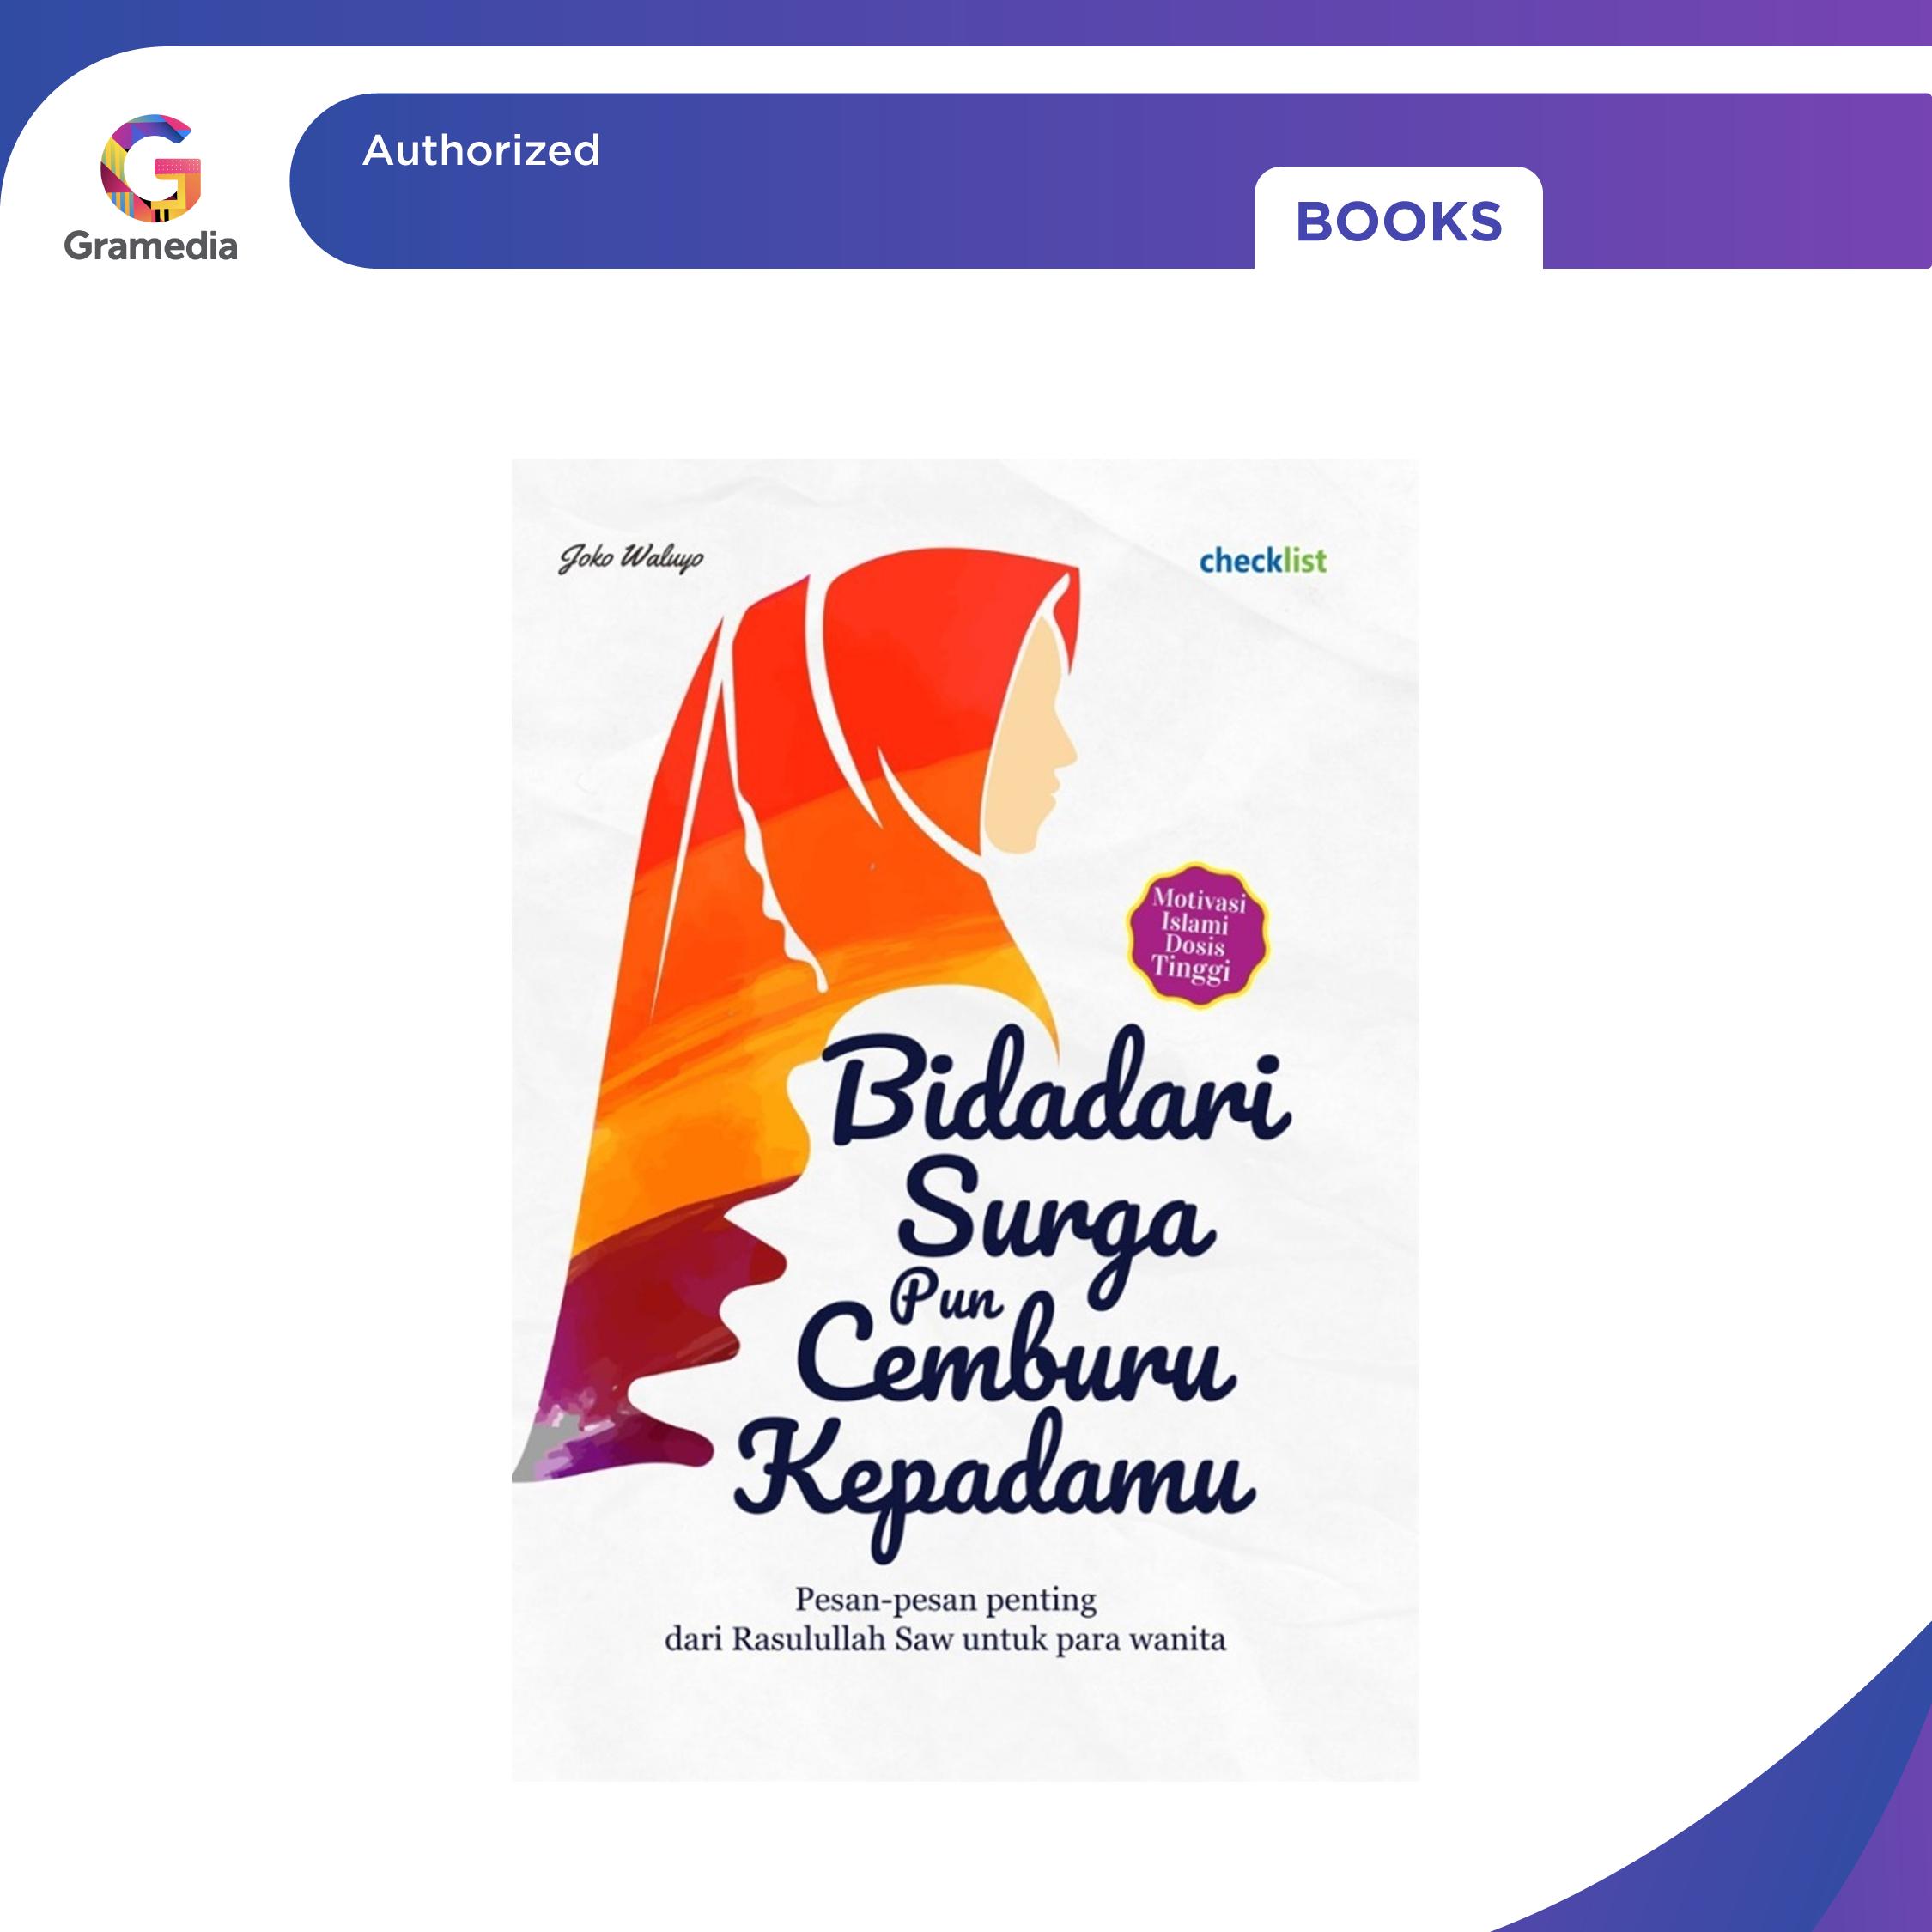 Authorized
Gramedia
BOOKS
Joko Waluyo
checklist
Motivasi
Islami
Dosis
Tinggi
Bidadari
Surga
Pun
Cemburu
Kepadamu
Pesan-pesan penting
dari Rasulullah Saw untuk para wanita